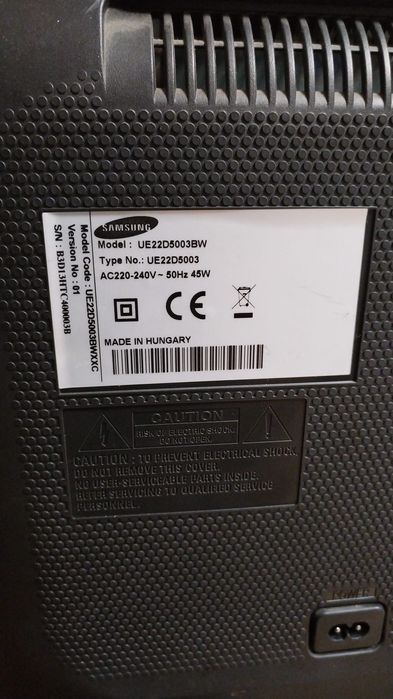 SAMSUNG
Model : UE22D5003BW
Type No.: UE22D5003
AC220-240V ~ 50Hz 45W
CE
MADE IN HUNGARY
Model Code : UE22D5003BWXXC
Version No : 01
S/N : B3D13HTC400003B
CAUTION
RISK OF ELECTRIC SHOCK
DO NOT OPEN
CAUTION : TO PREVENT ELECTRICAL SHOCK,
DO NOT REMOVE THIS COVER.
NO USER-SERVICEABLE PARTS INSIDE.
REFER SERVICING TO QUALIFIED SERVICE
PERSONNEL.
POWER